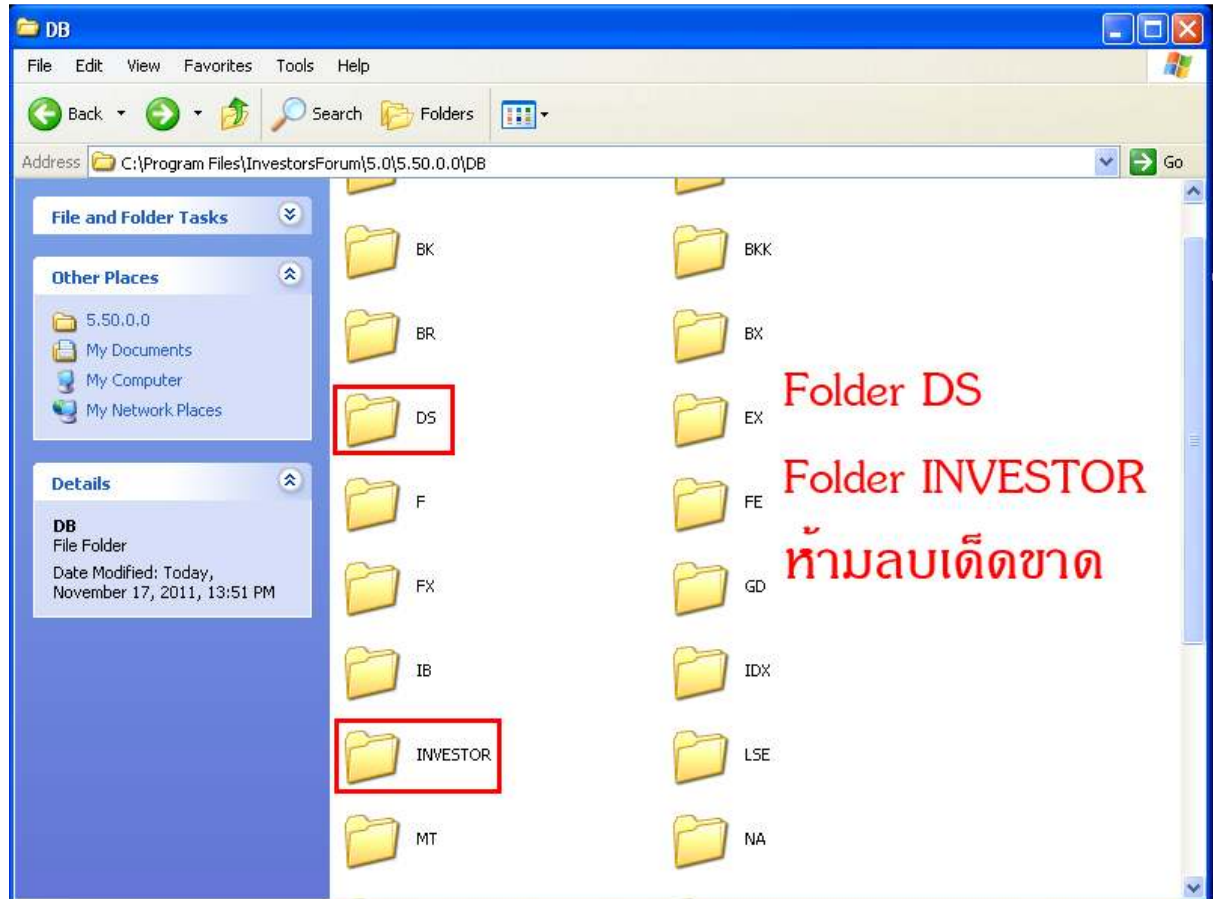 DB
File Edit View Favorites Tools Help
Back Search Folders
Address C:\Program Files\InvestorsForum\5.0\5.50.0.0\DB Go
File and Folder Tasks
Other Places
5.50.0.0
My Documents
My Computer
My Network Places
Details
DB
File Folder
Date Modified: Today,
November 17, 2011, 13:51 PM
BK BKK
BR BX
DS EX
F FE
FX GD
IB IDX
INVESTOR LSE
MT NA
Folder DS
Folder INVESTOR
ห้ามลบเด็ดขาด